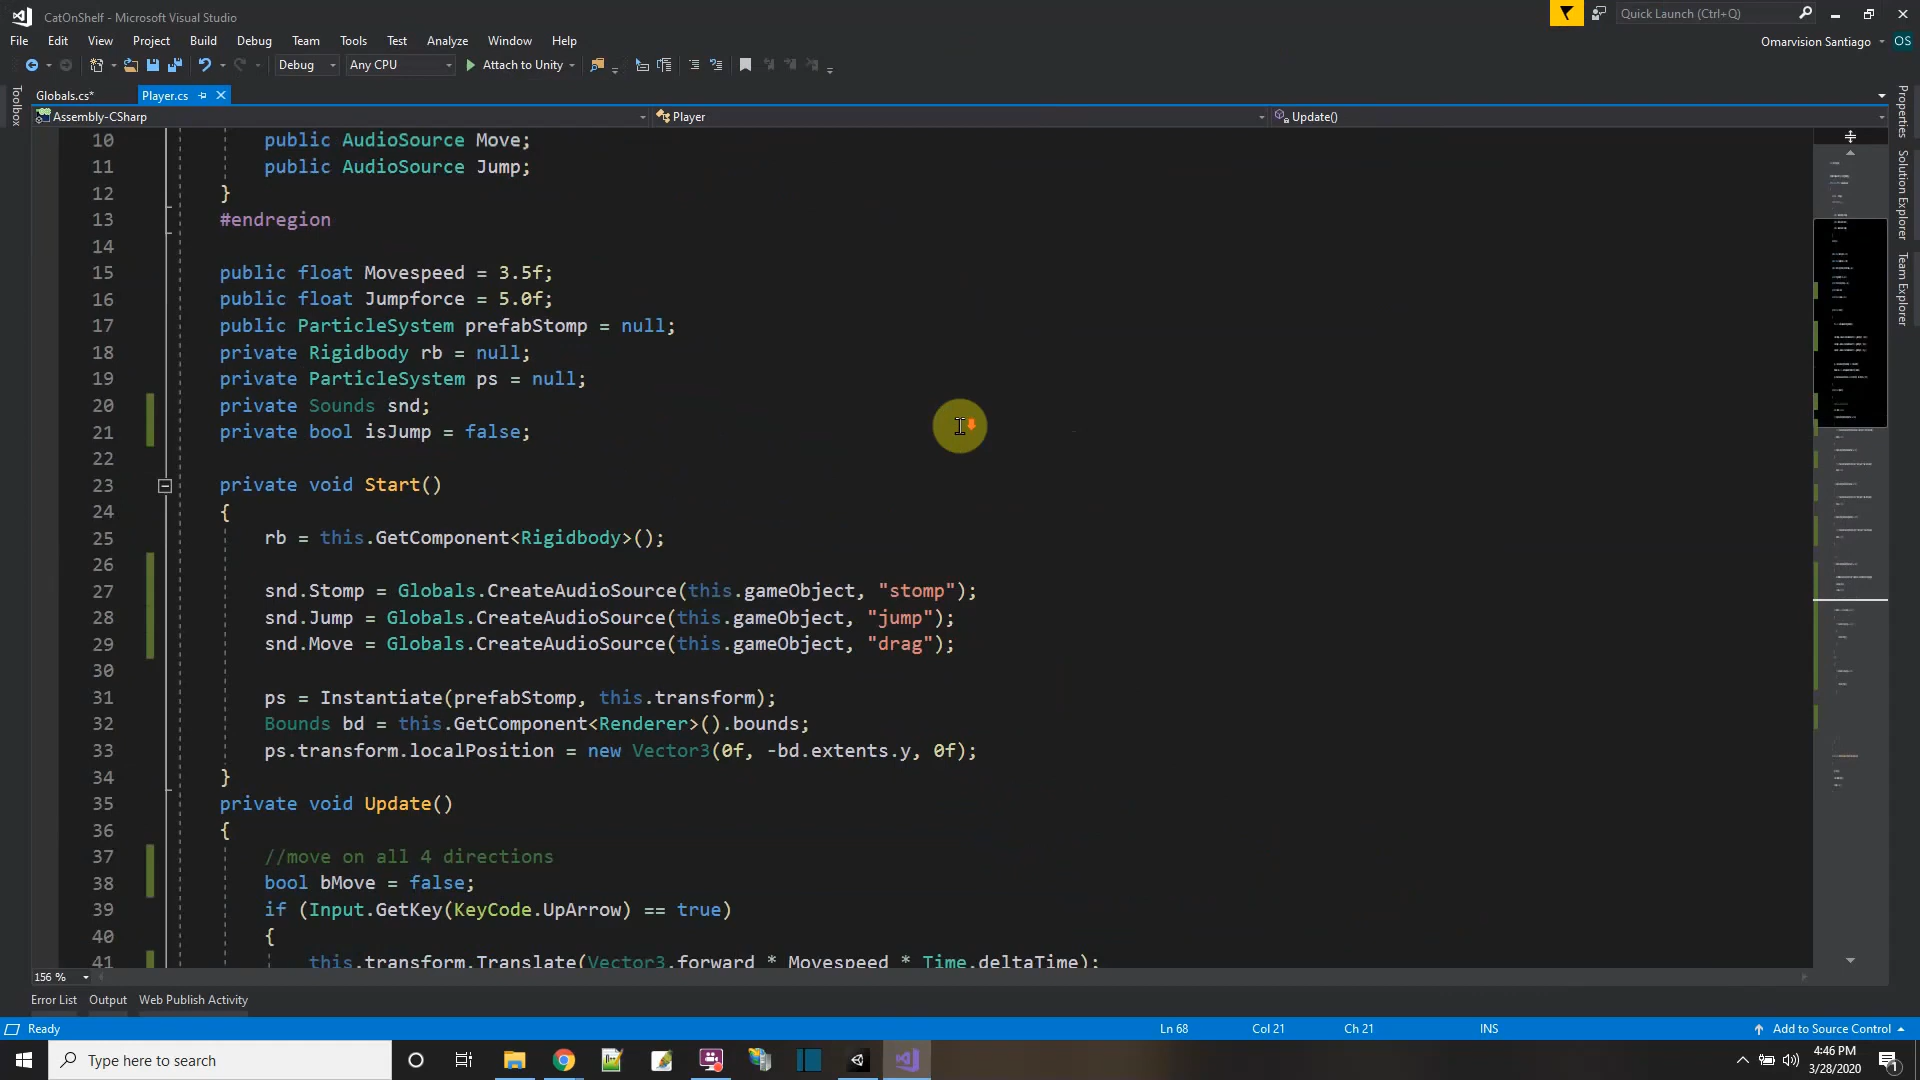 CatOnShelf - Microsoft Visual Studio
Quick Launch (Ctrl+Q)
File Edit View Project Build Debug Team Tools Test Analyze Window Help
Omarvision Santiago OS
Debug Any CPU Attach to Unity
Toolbox
Globals.cs* Player.cs
Assembly-CSharp Player Update()
Properties
Solution Explorer
Team Explorer
10 public AudioSource Move;
11 public AudioSource Jump;
12 }
13 #endregion
14
15 public float Movespeed = 3.5f;
16 public float Jumpforce = 5.0f;
17 public ParticleSystem prefabStomp = null;
18 private Rigidbody rb = null;
19 private ParticleSystem ps = null;
20 private Sounds snd;
21 private bool isJump = false;
22
23 private void Start()
24 {
25 rb = this.GetComponent<Rigidbody>();
26
27 snd.Stomp = Globals.CreateAudioSource(this.gameObject, "stomp");
28 snd.Jump = Globals.CreateAudioSource(this.gameObject, "jump");
29 snd.Move = Globals.CreateAudioSource(this.gameObject, "drag");
30
31 ps = Instantiate(prefabStomp, this.transform);
32 Bounds bd = this.GetComponent<Renderer>().bounds;
33 ps.transform.localPosition = new Vector3(0f, -bd.extents.y, 0f);
34 }
35 private void Update()
36 {
37 //move on all 4 directions
38 bool bMove = false;
39 if (Input.GetKey(KeyCode.UpArrow) == true)
40 {
41 this.transform.Translate(Vector3.forward * Movespeed * Time.deltaTime);
156 %
Error List Output Web Publish Activity
Ready Ln 68 Col 21 Ch 21 INS Add to Source Control
Type here to search
4:46 PM
3/28/2020
1